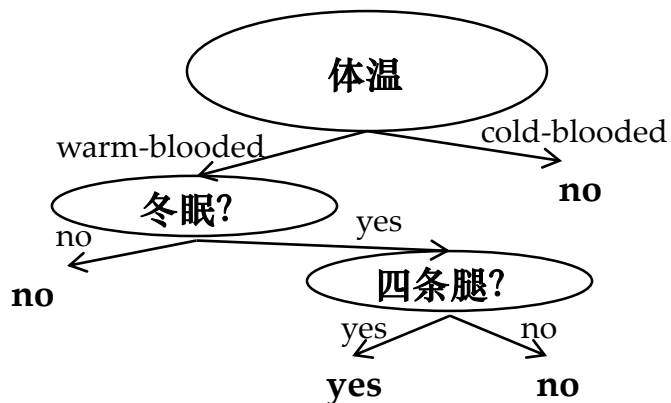 体温
warm-blooded
cold-blooded
no
冬眠?
no
yes
no
四条腿?
yes
no
yes
no